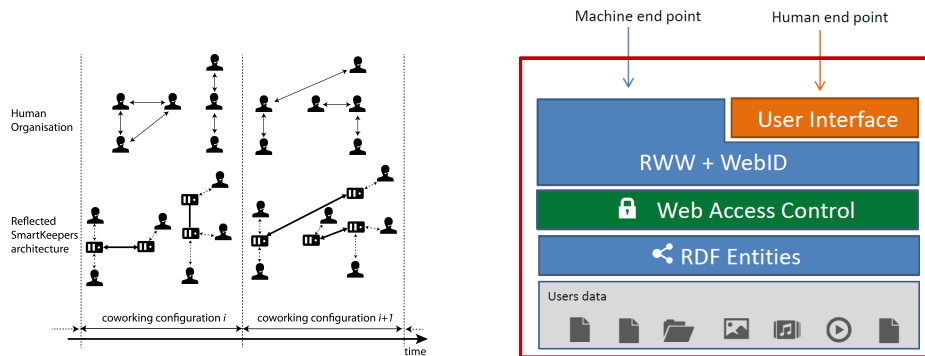 Human
Organisation
Reflected
SmartKeepers
architecture
coworking configuration i
coworking configuration i+1
time
Machine end point
Human end point
User Interface
RWW + WebID
Web Access Control
RDF Entities
Users data